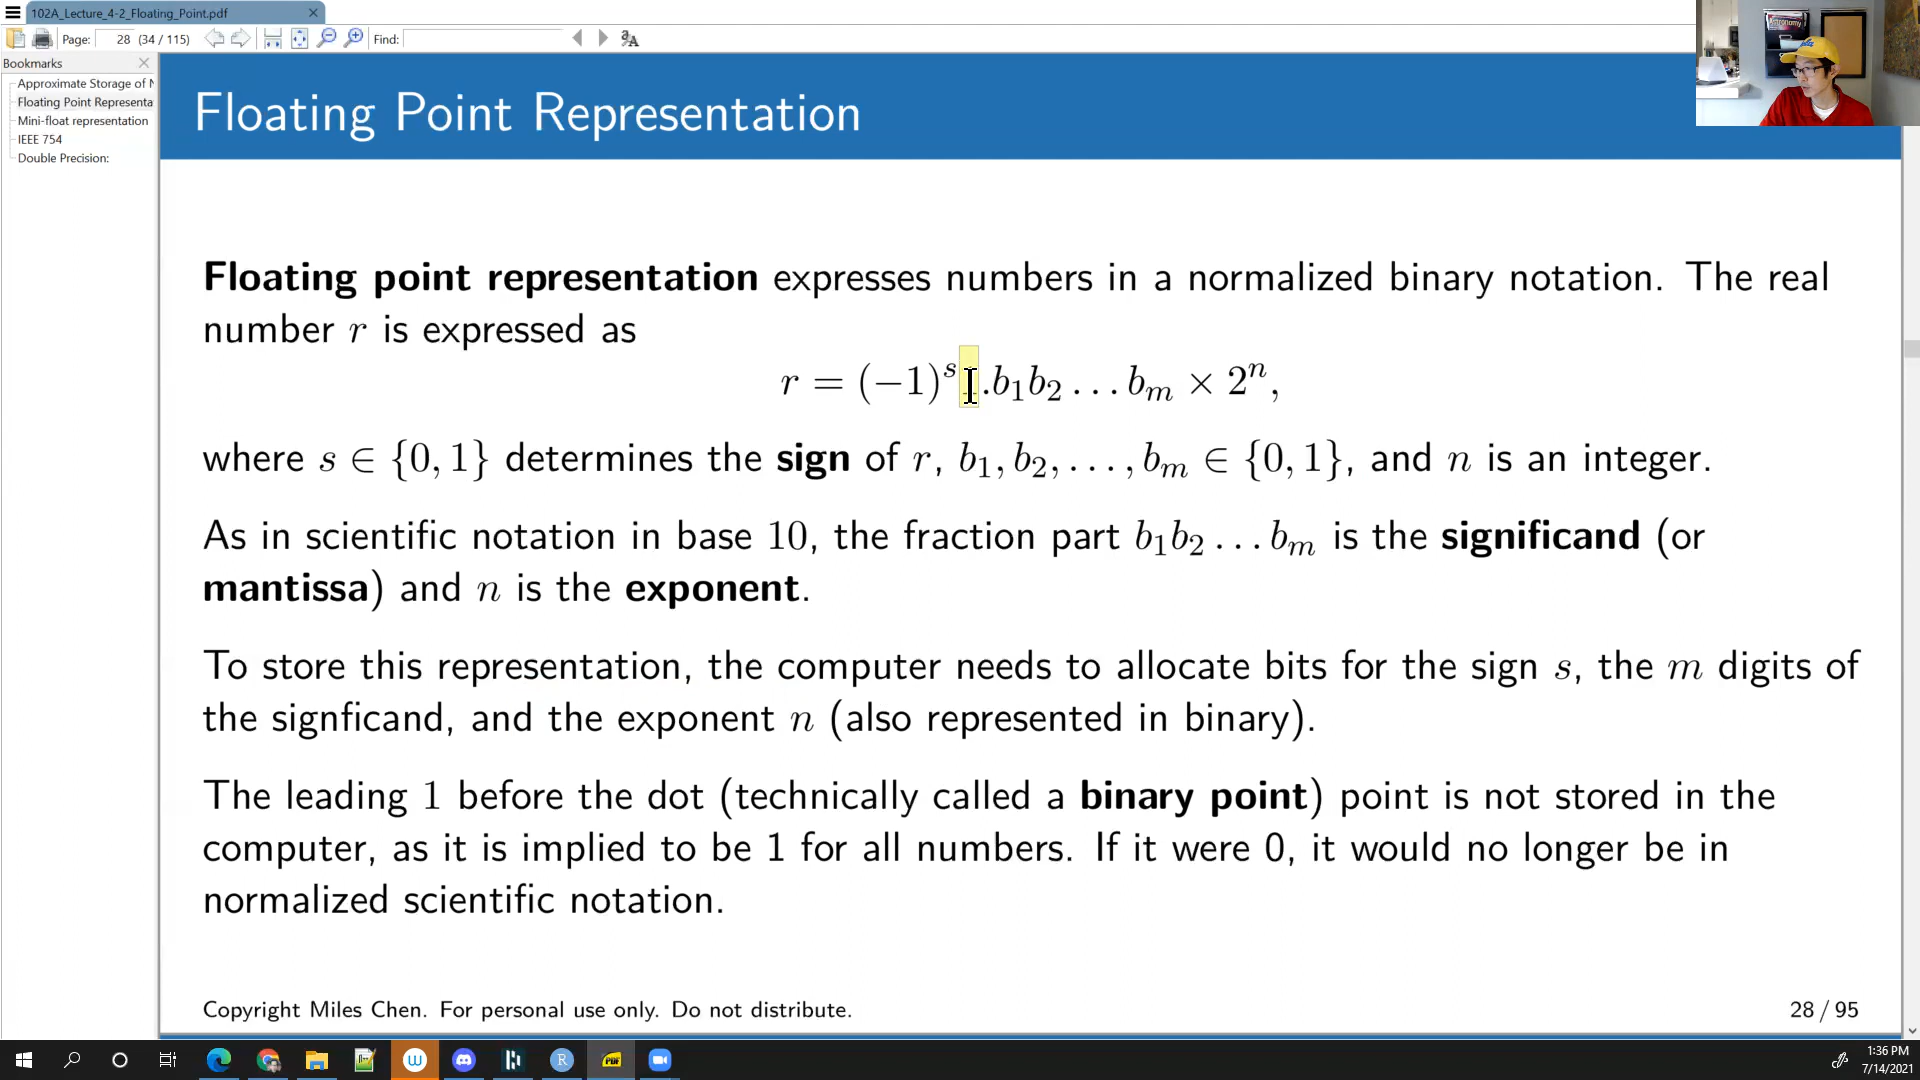 102A_Lecture_4-2_Floating_Point.pdf
Page: 28 (34 / 115) Find:
Bookmarks
Approximate Storage of N
Floating Point Representa
Mini-float representation
IEEE 754
Double Precision:
Floating Point Representation
Floating point representation expresses numbers in a normalized binary notation. The real
number r is expressed as
r = (−1)^s 1.b₁b₂ . . . bₘ × 2ⁿ,
where s ∈ {0, 1} determines the sign of r, b₁, b₂, . . . , bₘ ∈ {0, 1}, and n is an integer.
As in scientific notation in base 10, the fraction part b₁b₂ . . . bₘ is the significand (or
mantissa) and n is the exponent.
To store this representation, the computer needs to allocate bits for the sign s, the m digits of
the signficand, and the exponent n (also represented in binary).
The leading 1 before the dot (technically called a binary point) point is not stored in the
computer, as it is implied to be 1 for all numbers. If it were 0, it would no longer be in
normalized scientific notation.
Copyright Miles Chen. For personal use only. Do not distribute.
28 / 95
1:36 PM
7/14/2021